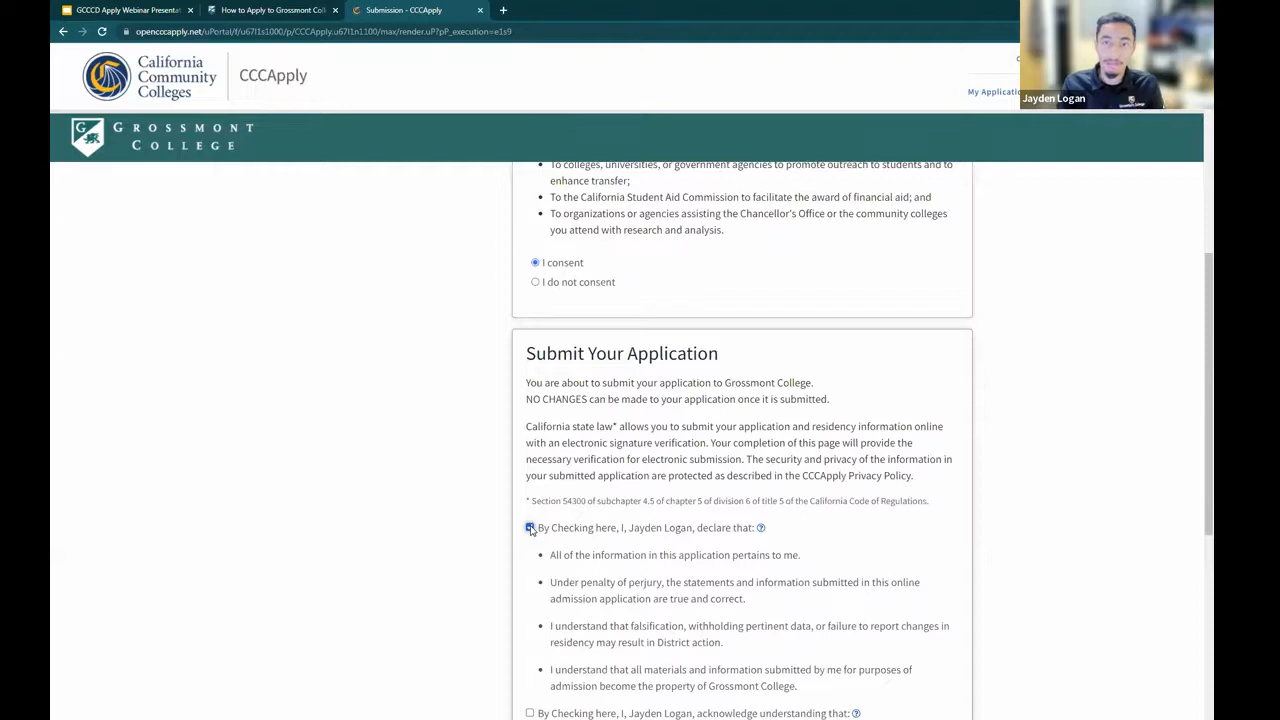 GCCCD Apply Webinar Presentat
How to Apply to Grossmont Coll
Submission - CCCApply
opencccapply.net/uPortal/f/u67l1s1000/p/CCCApply.u67l1n1100/max/render.uP?pP_execution=e1s9
California
Community
Colleges
CCCApply
My Applicatio
Jayden Logan
GROSSMONT
COLLEGE
• To colleges, universities, or government agencies to promote outreach to students and to
enhance transfer;
• To the California Student Aid Commission to facilitate the award of financial aid; and
• To organizations or agencies assisting the Chancellor's Office or the community colleges
you attend with research and analysis.
I consent
I do not consent
Submit Your Application
You are about to submit your application to Grossmont College.
NO CHANGES can be made to your application once it is submitted.
California state law* allows you to submit your application and residency information online
with an electronic signature verification. Your completion of this page will provide the
necessary verification for electronic submission. The security and privacy of the information in
your submitted application are protected as described in the CCCApply Privacy Policy.
* Section 54300 of subchapter 4.5 of chapter 5 of division 6 of title 5 of the California Code of Regulations.
By Checking here, I, Jayden Logan, declare that:
• All of the information in this application pertains to me.
• Under penalty of perjury, the statements and information submitted in this online
admission application are true and correct.
• I understand that falsification, withholding pertinent data, or failure to report changes in
residency may result in District action.
• I understand that all materials and information submitted by me for purposes of
admission become the property of Grossmont College.
By Checking here, I, Jayden Logan, acknowledge understanding that: